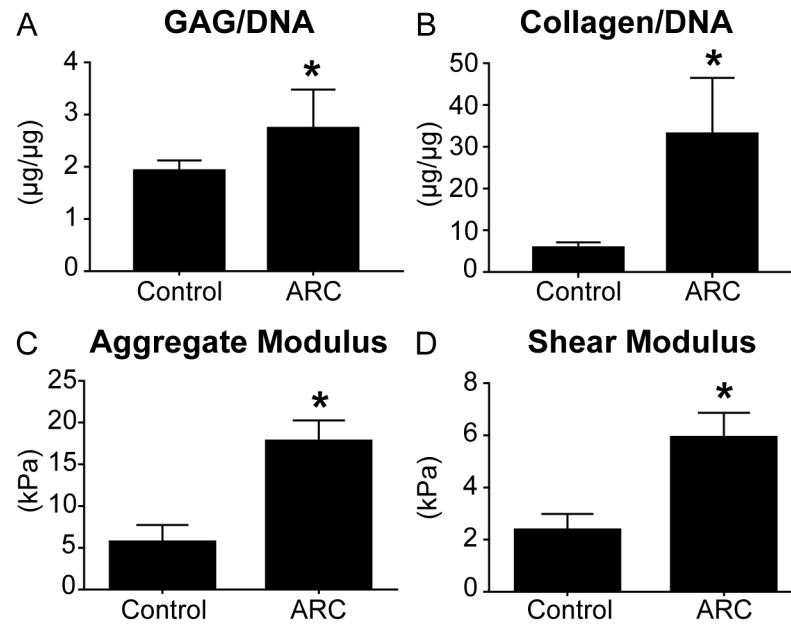 A GAG/DNA
(µg/µg)
4
3
2
1
0
*
Control ARC
B Collagen/DNA
(µg/µg)
50
40
30
20
10
0
*
Control ARC
C Aggregate Modulus
(kPa)
25
20
15
10
5
0
*
Control ARC
D Shear Modulus
(kPa)
8
6
4
2
0
*
Control ARC